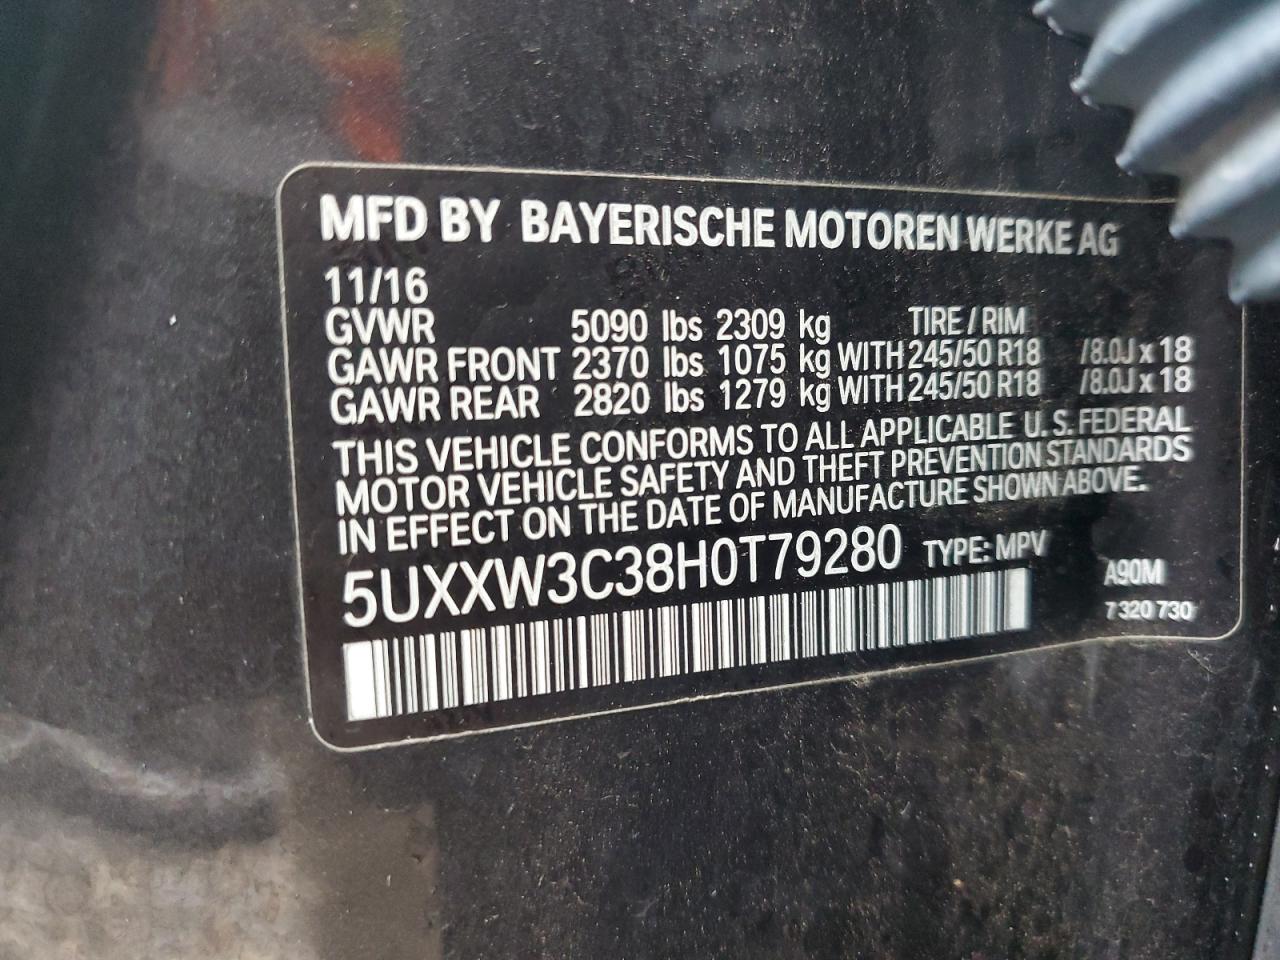 MFD BY BAYERISCHE MOTOREN WERKE AG
11/16
GVWR 5090 lbs 2309 kg TIRE / RIM
GAWR FRONT 2370 lbs 1075 kg WITH 245/50 R18 /8.0J x 18
GAWR REAR 2820 lbs 1279 kg WITH 245/50 R18 /8.0J x 18
THIS VEHICLE CONFORMS TO ALL APPLICABLE U.S. FEDERAL
MOTOR VEHICLE SAFETY AND THEFT PREVENTION STANDARDS
IN EFFECT ON THE DATE OF MANUFACTURE SHOWN ABOVE.
5UXXW3C38H0T79280 TYPE: MPV
A90M
7 320 730